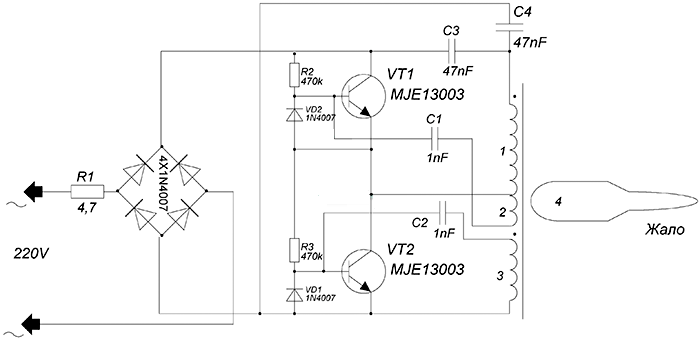 C4
47nF
C3
47nF
R2
470k
VT1
MJE13003
VD2
1N4007
C1
1nF
1
4X1N4007
R1
4,7
2
4
C2
1nF
Жало
220V
R3
470k
VT2
MJE13003
3
VD1
1N4007